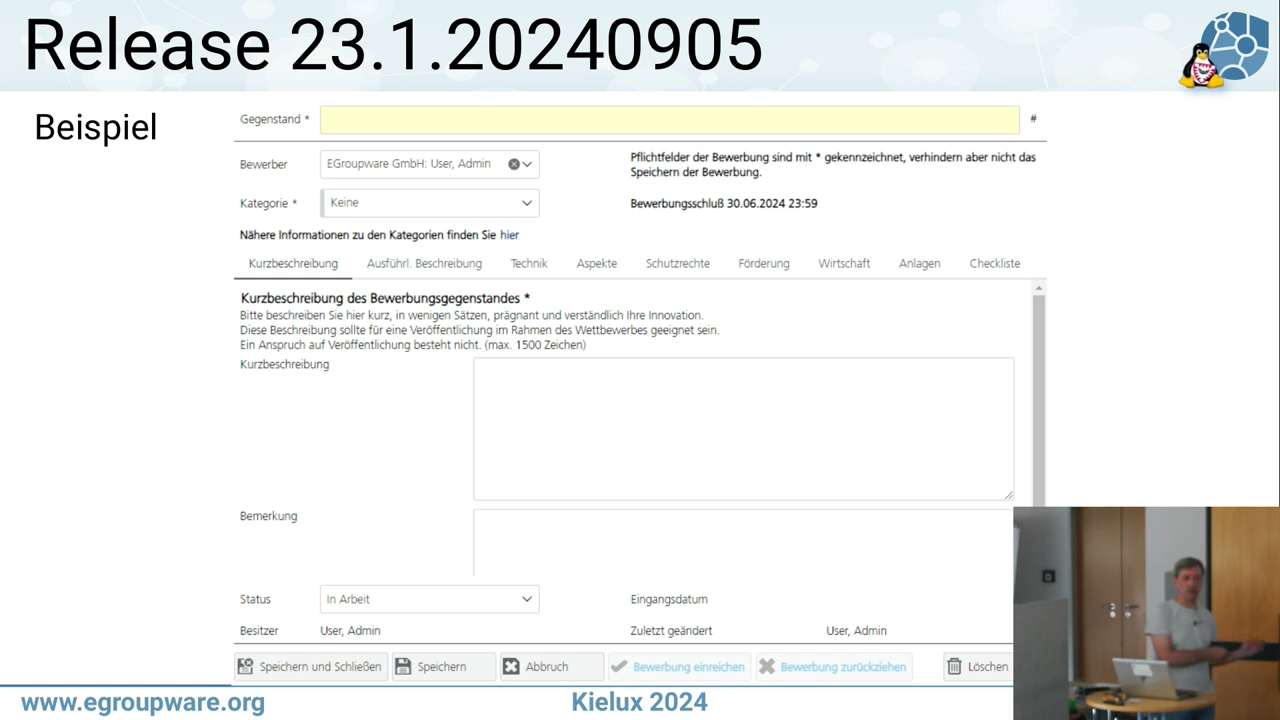 Release 23.1.20240905
Beispiel
Gegenstand * #
Bewerber EGroupware GmbH: User, Admin
Pflichtfelder der Bewerbung sind mit * gekennzeichnet, verhindern aber nicht das
Speichern der Bewerbung.
Kategorie * Keine
Bewerbungsschluß 30.06.2024 23:59
Nähere Informationen zu den Kategorien finden Sie hier
Kurzbeschreibung Ausführl. Beschreibung Technik Aspekte Schutzrechte Förderung Wirtschaft Anlagen Checkliste
Kurzbeschreibung des Bewerbungsgegenstandes *
Bitte beschreiben Sie hier kurz, in wenigen Sätzen, prägnant und verständlich Ihre Innovation.
Diese Beschreibung sollte für eine Veröffentlichung im Rahmen des Wettbewerbes geeignet sein.
Ein Anspruch auf Veröffentlichung besteht nicht. (max. 1500 Zeichen)
Kurzbeschreibung
Bemerkung
Status In Arbeit Eingangsdatum
Besitzer User, Admin Zuletzt geändert User, Admin
Speichern und Schließen Speichern Abbruch Bewerbung einreichen Bewerbung zurückziehen Löschen
www.egroupware.org Kielux 2024